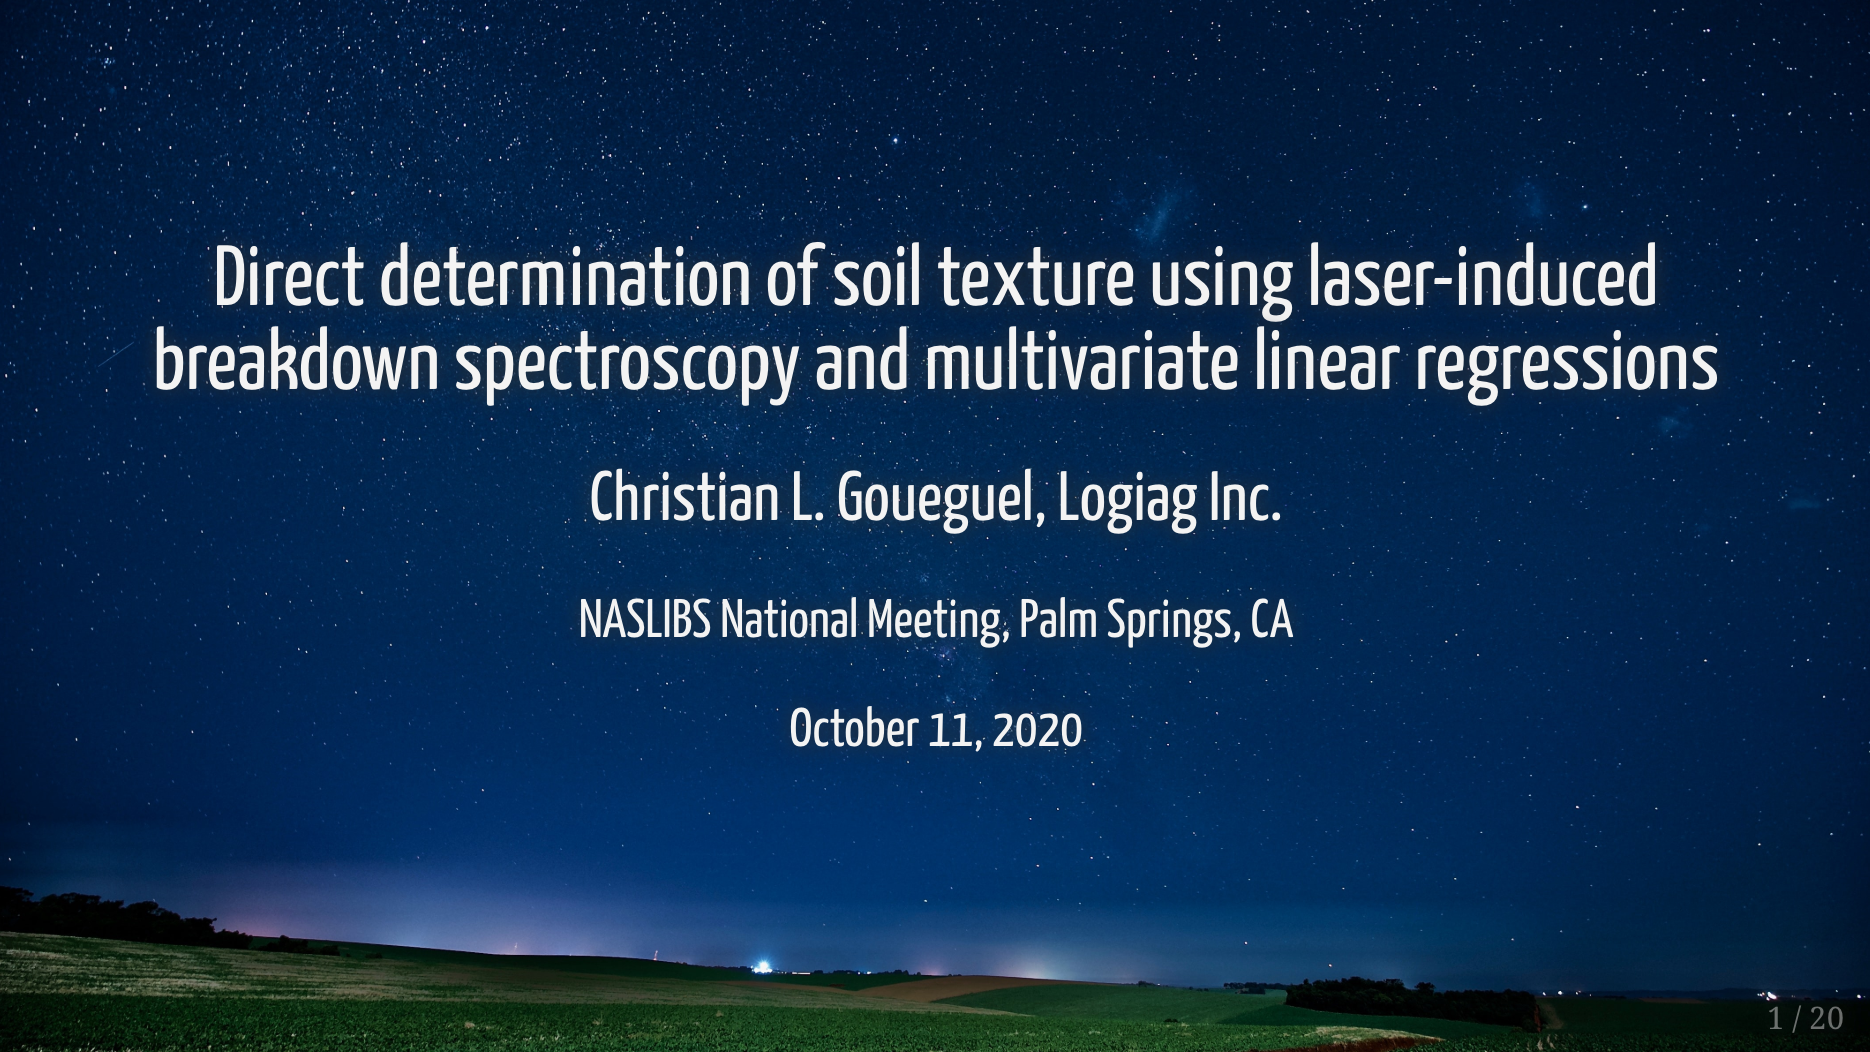 Direct determination of soil texture using laser-induced
breakdown spectroscopy and multivariate linear regressions
Christian L. Goueguel, Logiag Inc.
NASLIBS National Meeting, Palm Springs, CA
October 11, 2020
1 / 20